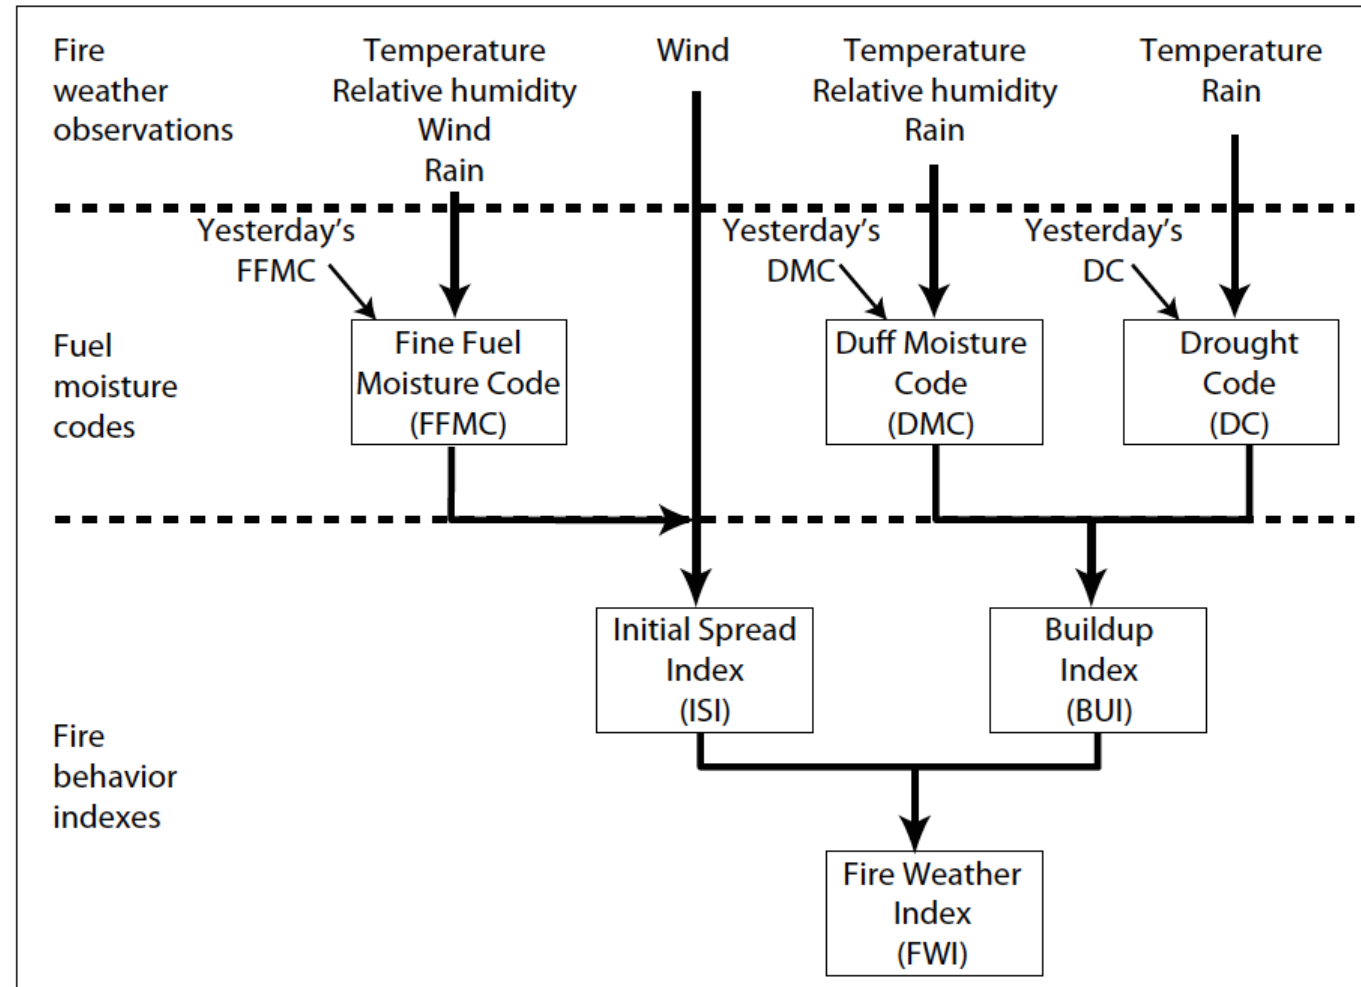 Fire
weather
observations
Temperature
Relative humidity
Wind
Rain
Wind
Temperature
Relative humidity
Rain
Temperature
Rain
Yesterday's
FFMC
Yesterday's
DMC
Yesterday's
DC
Fuel
moisture
codes
Fine Fuel
Moisture Code
(FFMC)
Duff Moisture
Code
(DMC)
Drought
Code
(DC)
Fire
behavior
indexes
Initial Spread
Index
(ISI)
Buildup
Index
(BUI)
Fire Weather
Index
(FWI)